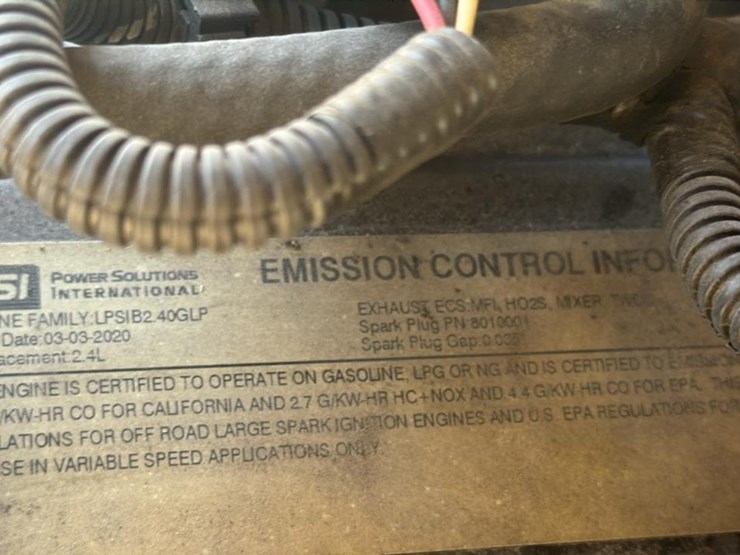 SI POWER SOLUTIONS
INTERNATIONAL
EMISSION CONTROL INFO
NE FAMILY:LPSIB2.40GLP
Date:03-03-2020
acement:2.4L
EXHAUST ECS:MFI, HO2S, MIXER
Spark Plug PN:8010001
Spark Plug Gap:
ENGINE IS CERTIFIED TO OPERATE ON GASOLINE, LPG OR NG AND IS CERTIFIED TO
/KW-HR CO FOR CALIFORNIA AND 2.7 G/KW-HR HC+NOX AND 4.4 G/KW-HR CO FOR EPA. THIS
LATIONS FOR OFF ROAD LARGE SPARK IGNITION ENGINES AND U.S. EPA REGULATIONS FOR
SE IN VARIABLE SPEED APPLICATIONS ONLY.